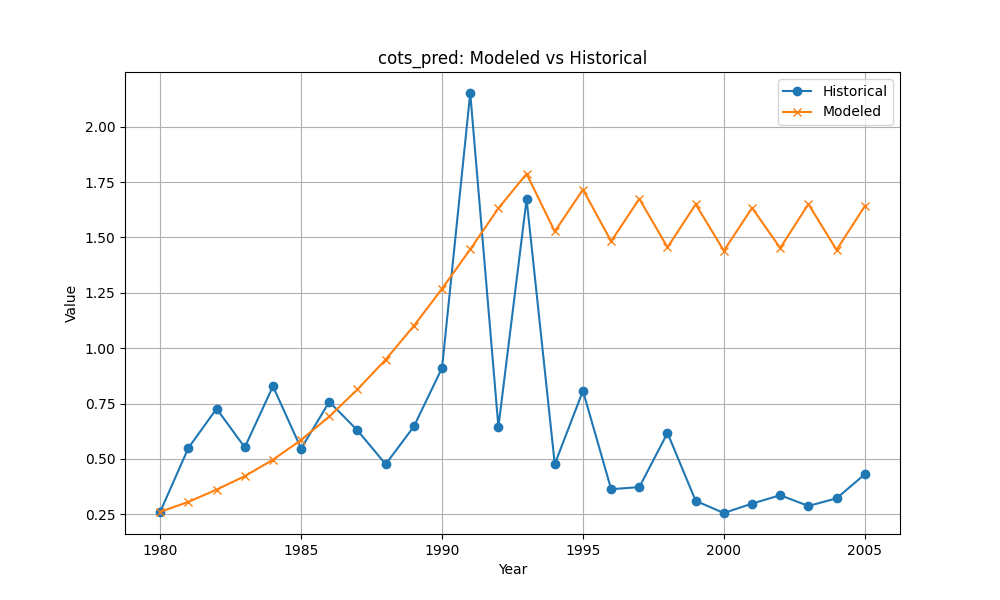 cots_pred: Modeled vs Historical
Historical
Modeled
Value
2.00
1.75
1.50
1.25
1.00
0.75
0.50
0.25
1980 1985 1990 1995 2000 2005
Year